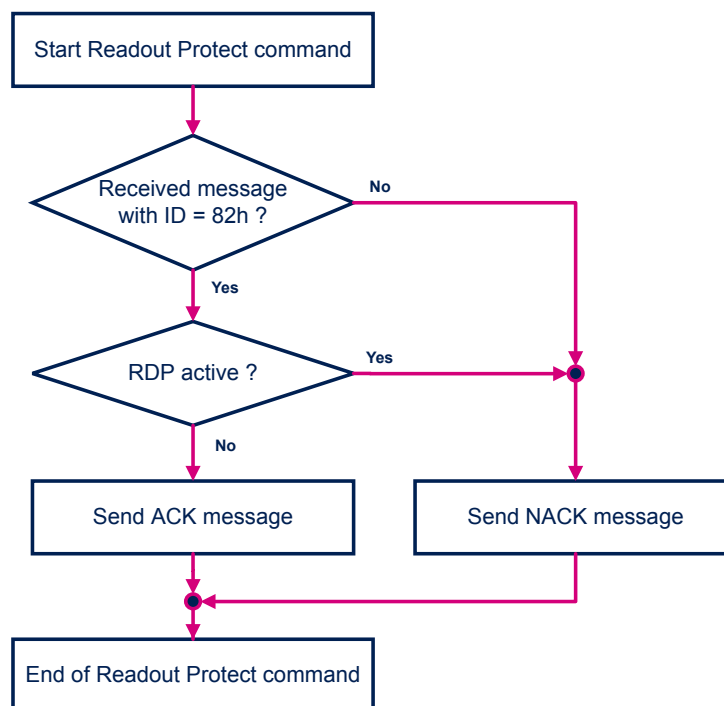 Start Readout Protect command
Received message
with ID = 82h ?
No
Yes
RDP active ?
Yes
No
Send ACK message
Send NACK message
End of Readout Protect command